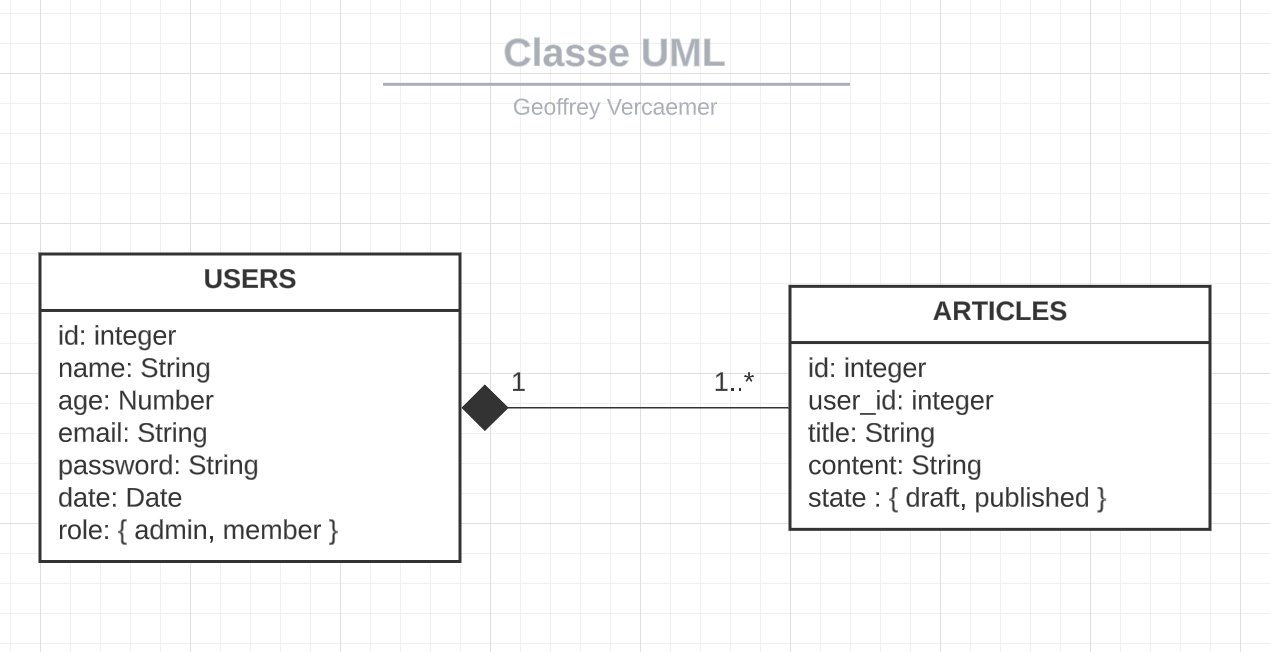 Classe UML
Geoffrey Vercaemer
USERS
id: integer
name: String
age: Number
email: String
password: String
date: Date
role: { admin, member }
1
1..*
ARTICLES
id: integer
user_id: integer
title: String
content: String
state : { draft, published }